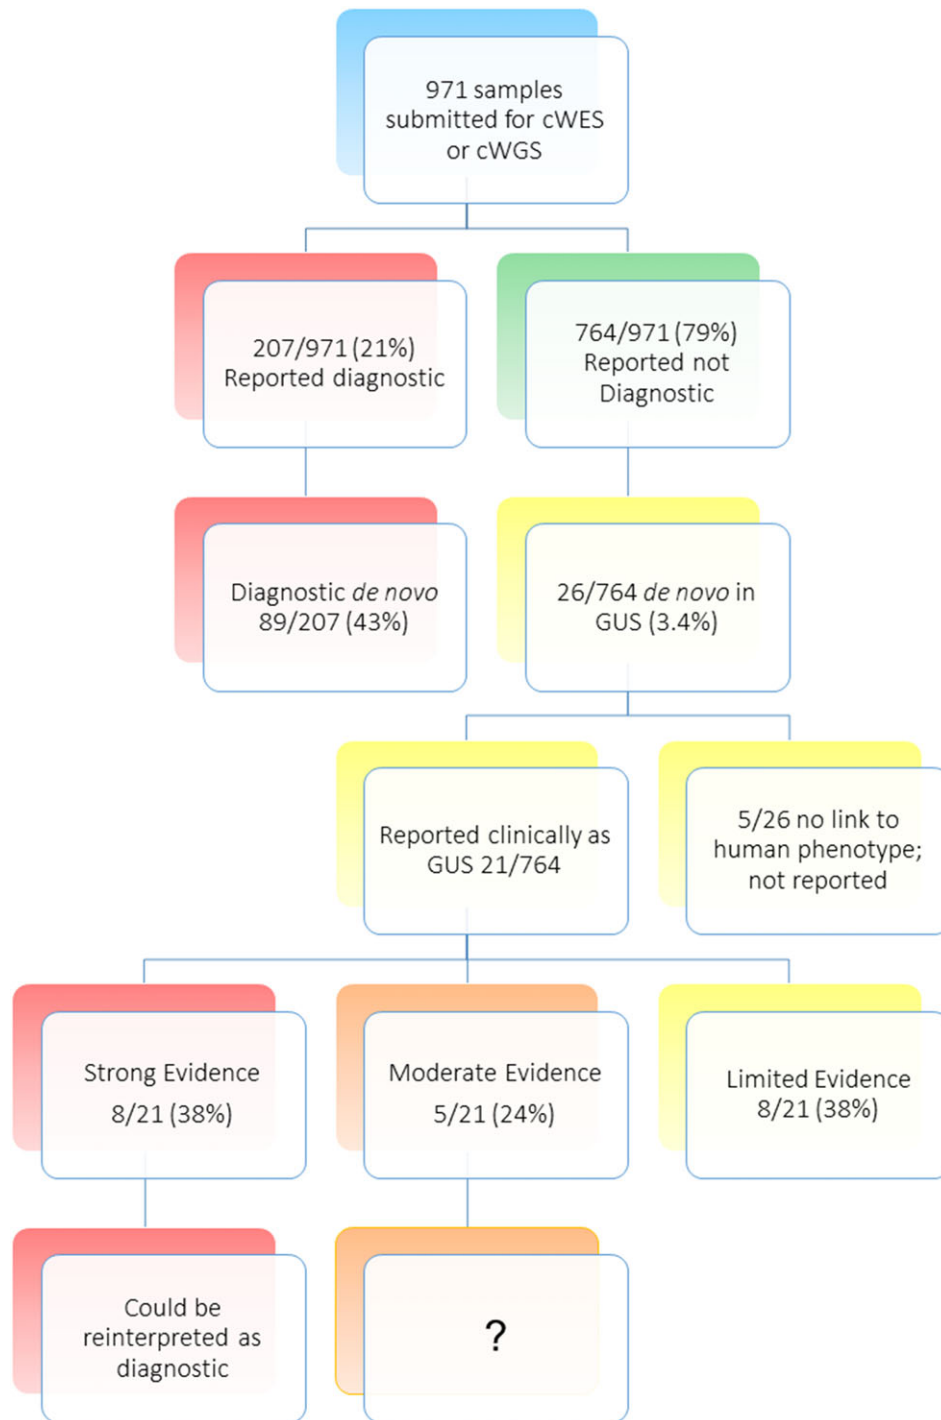 971 samples
submitted for cWES
or cWGS
207/971 (21%)
Reported diagnostic
764/971 (79%)
Reported not
Diagnostic
Diagnostic de novo
89/207 (43%)
26/764 de novo in
GUS (3.4%)
Reported clinically as
GUS 21/764
5/26 no link to
human phenotype;
not reported
Strong Evidence
8/21 (38%)
Moderate Evidence
5/21 (24%)
Limited Evidence
8/21 (38%)
Could be
reinterpreted as
diagnostic
?